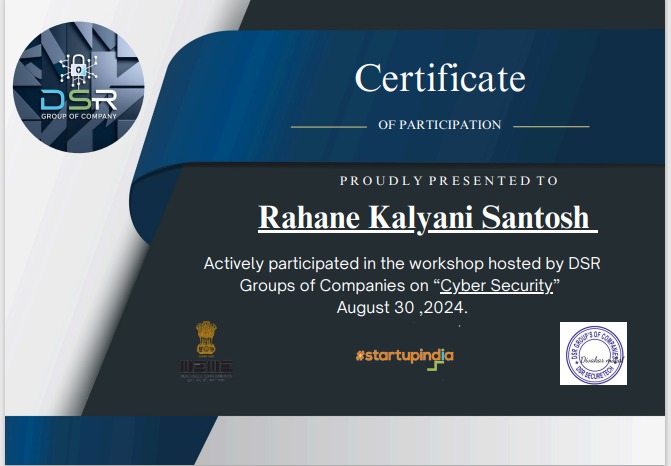 DSR
GROUP OF COMPANY
Certificate
OF PARTICIPATION
PROUDLY PRESENTED TO
Rahane Kalyani Santosh
Actively participated in the workshop hosted by DSR
Groups of Companies on “Cyber Security”
August 30 ,2024.
#startupindia
DSR GROUP'S OF COMPANIES
DSR SECURETECH